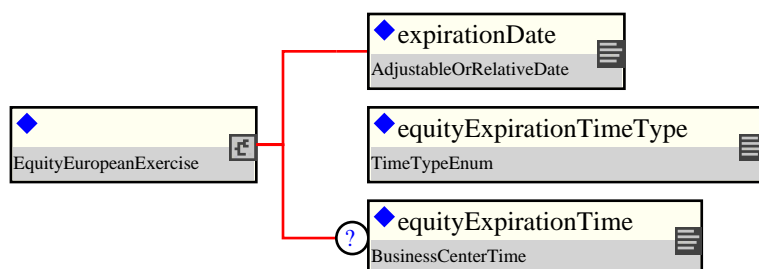 expirationDate
AdjustableOrRelativeDate
EquityEuropeanExercise
equityExpirationTimeType
TimeTypeEnum
?
equityExpirationTime
BusinessCenterTime